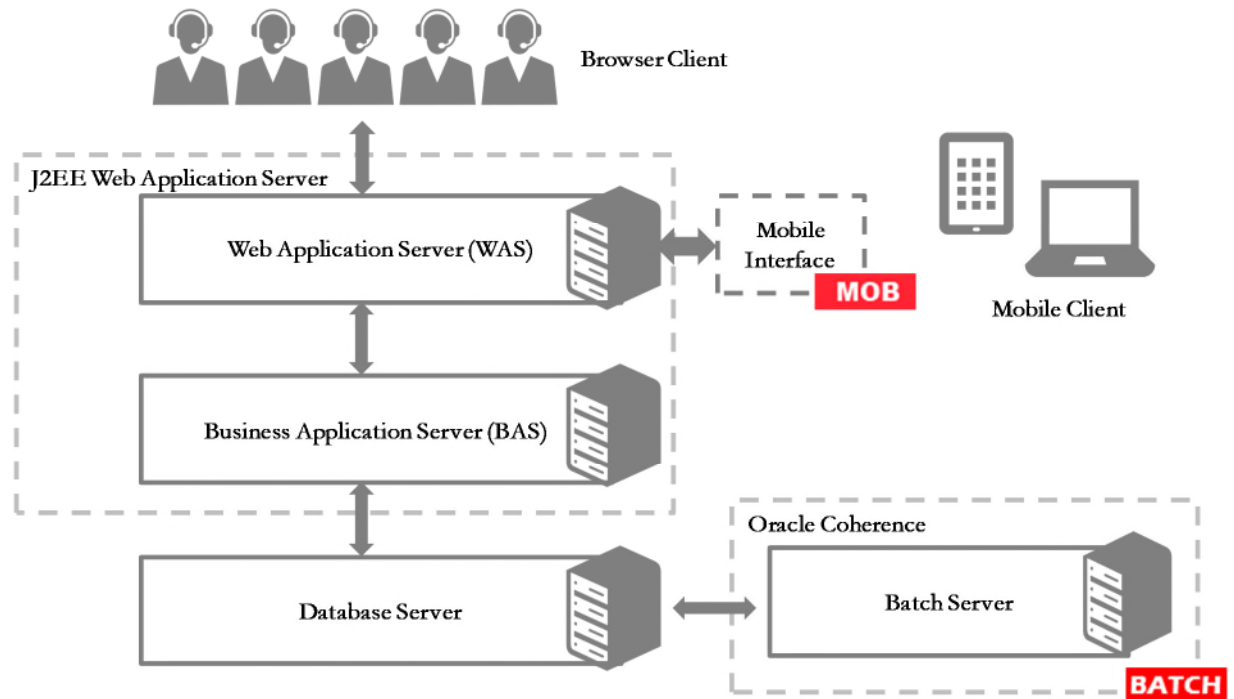 Browser Client
J2EE Web Application Server
Web Application Server (WAS)
Mobile
Interface
MOB
Mobile Client
Business Application Server (BAS)
Oracle Coherence
Database Server
Batch Server
BATCH